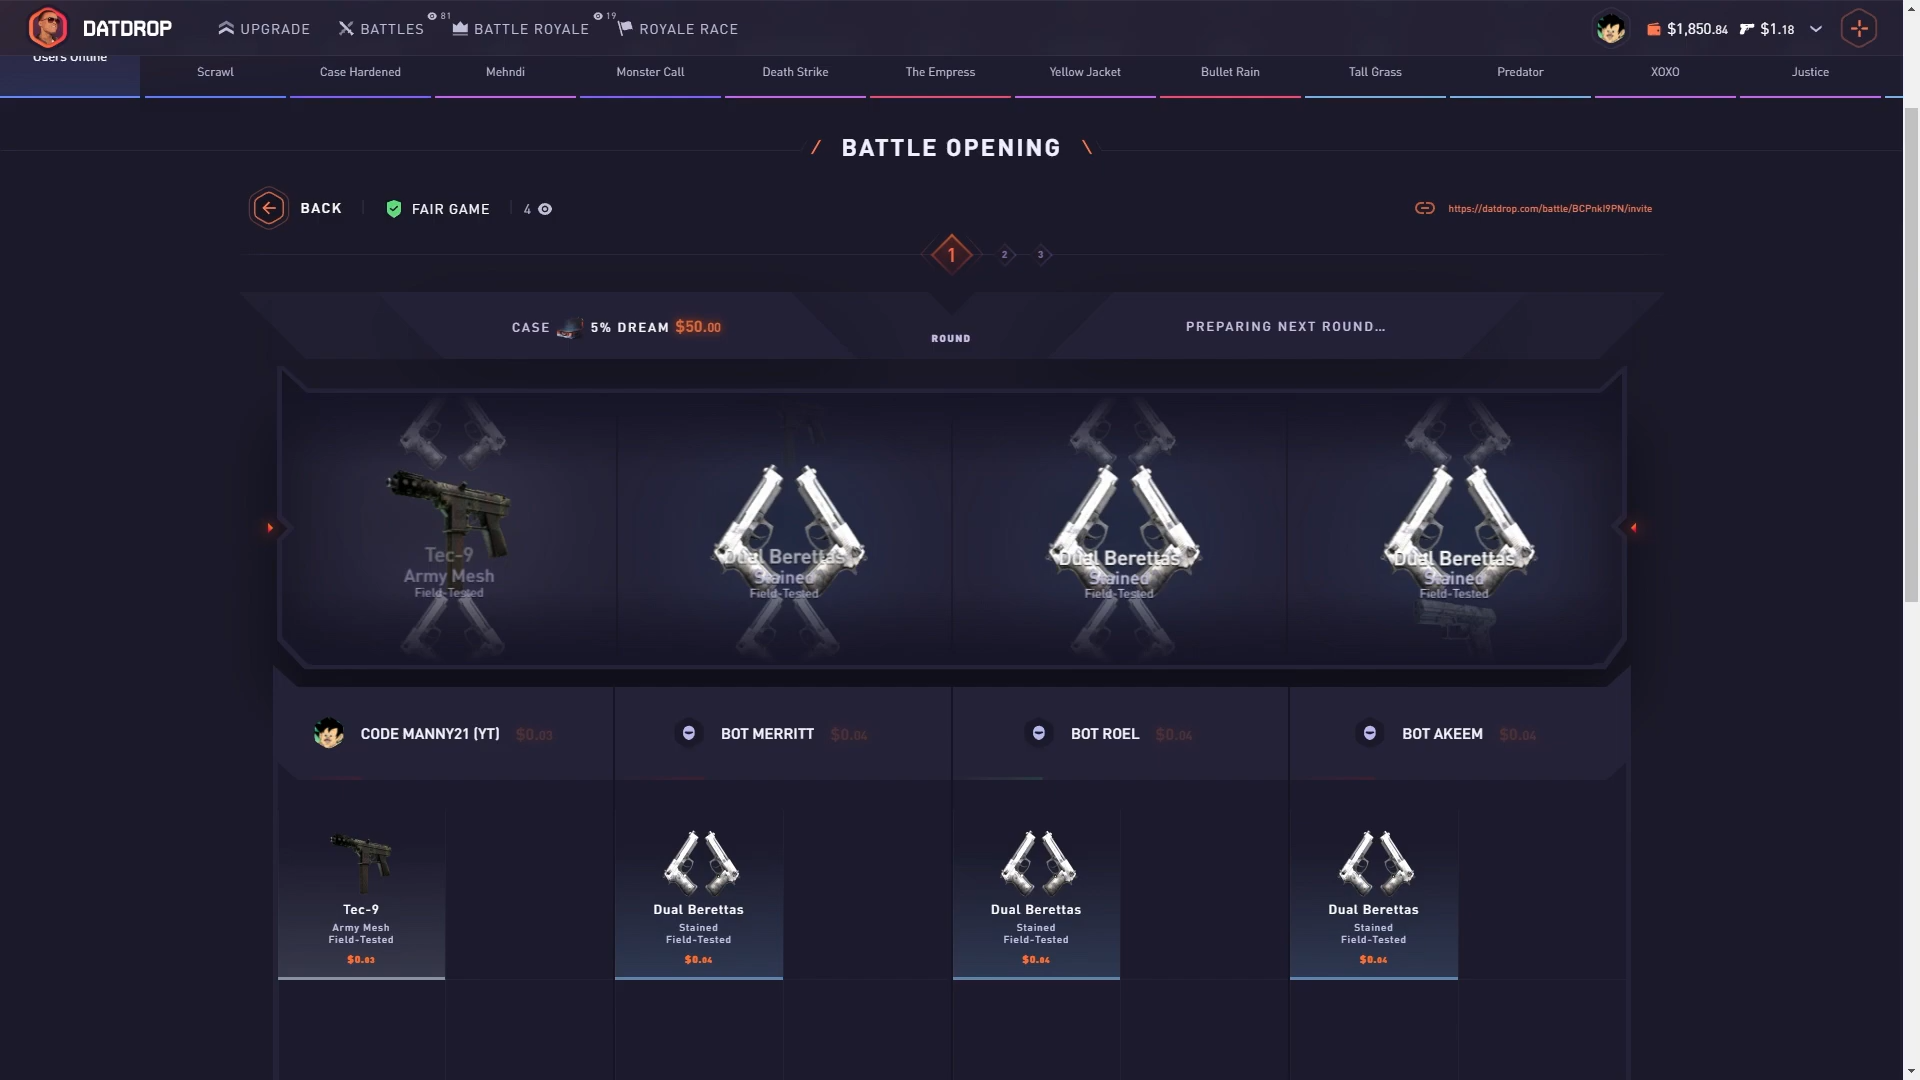 DATDROP
UPGRADE
BATTLES 81
BATTLE ROYALE 19
ROYALE RACE
$1,850.84
$1.18
Users Online
Scrawl
Case Hardened
Mehndi
Monster Call
Death Strike
The Empress
Yellow Jacket
Bullet Rain
Tall Grass
Predator
XOXO
Justice
/ BATTLE OPENING \
BACK
FAIR GAME
4
https://datdrop.com/battle/BCPnkI9PN/invite
1 2 3
CASE 5% DREAM $50.00
ROUND
PREPARING NEXT ROUND...
Tec-9
Army Mesh
Field-Tested
Dual Berettas
Stained
Field-Tested
Dual Berettas
Stained
Field-Tested
Dual Berettas
Stained
Field-Tested
CODE MANNY21 (YT) $0.03
BOT MERRITT $0.04
BOT ROEL $0.04
BOT AKEEM $0.04
Tec-9
Army Mesh
Field-Tested
$0.03
Dual Berettas
Stained
Field-Tested
$0.04
Dual Berettas
Stained
Field-Tested
$0.04
Dual Berettas
Stained
Field-Tested
$0.04